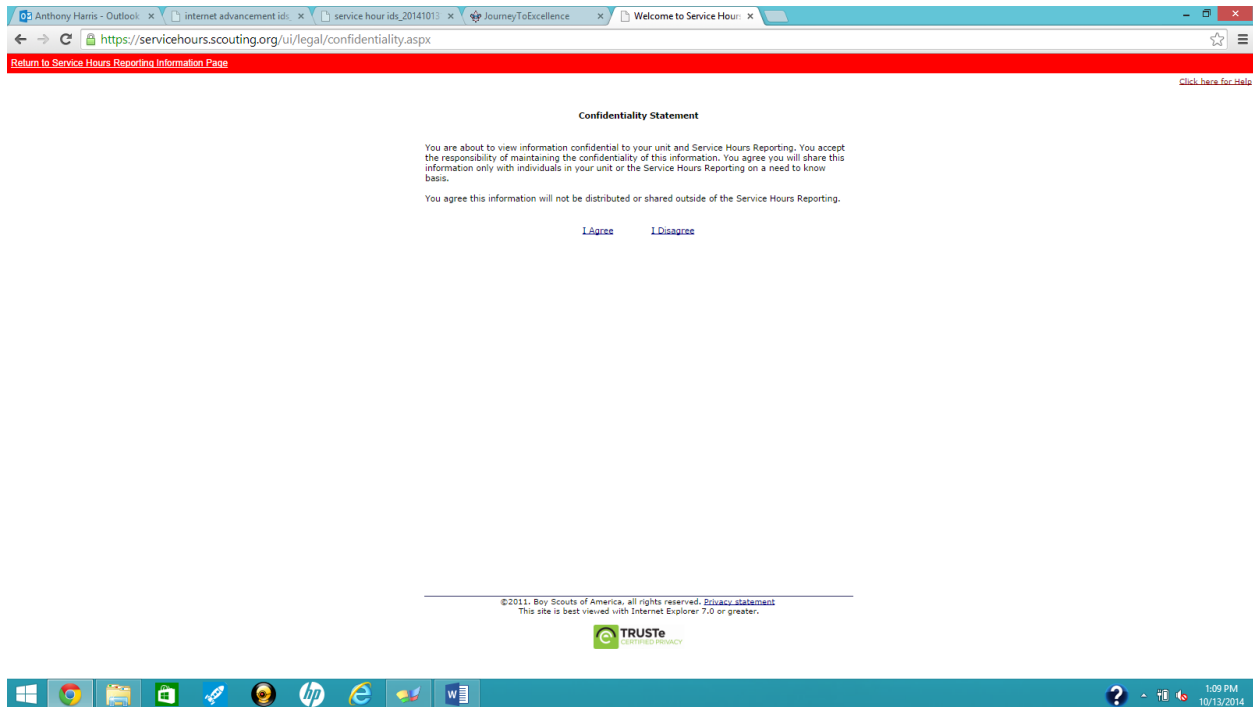 Anthony Harris - Outlook
internet advancement ids_
service hour ids_20141013
JourneyToExcellence
Welcome to Service Hours
https://servicehours.scouting.org/ui/legal/confidentiality.aspx
Return to Service Hours Reporting Information Page
Click here for Help
Confidentiality Statement
You are about to view information confidential to your unit and Service Hours Reporting. You accept
the responsibility of maintaining the confidentiality of this information. You agree you will share this
information only with individuals in your unit or the Service Hours Reporting on a need to know
basis.
You agree this information will not be distributed or shared outside of the Service Hours Reporting.
I Agree I Disagree
©2011. Boy Scouts of America, all rights reserved. Privacy statement
This site is best viewed with Internet Explorer 7.0 or greater.
TRUSTe
CERTIFIED PRIVACY
1:09 PM
10/13/2014